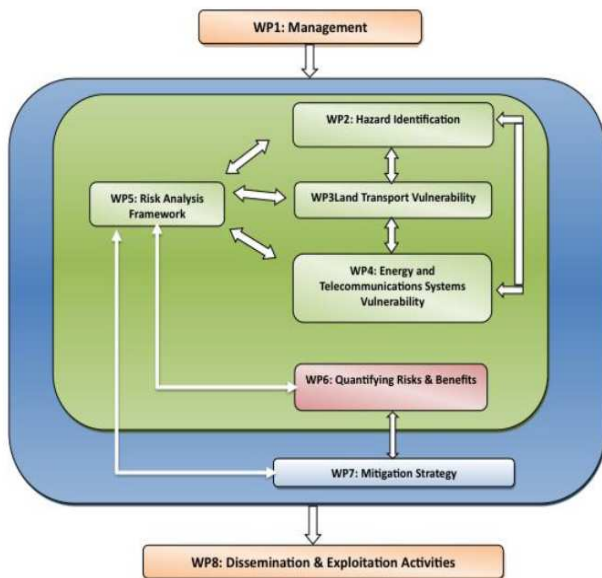 WP1: Management
WP2: Hazard Identification
WP5: Risk Analysis
Framework
WP3Land Transport Vulnerability
WP4: Energy and
Telecommunications Systems
Vulnerability
WP6: Quantifying Risks & Benefits
WP7: Mitigation Strategy
WP8: Dissemination & Exploitation Activities